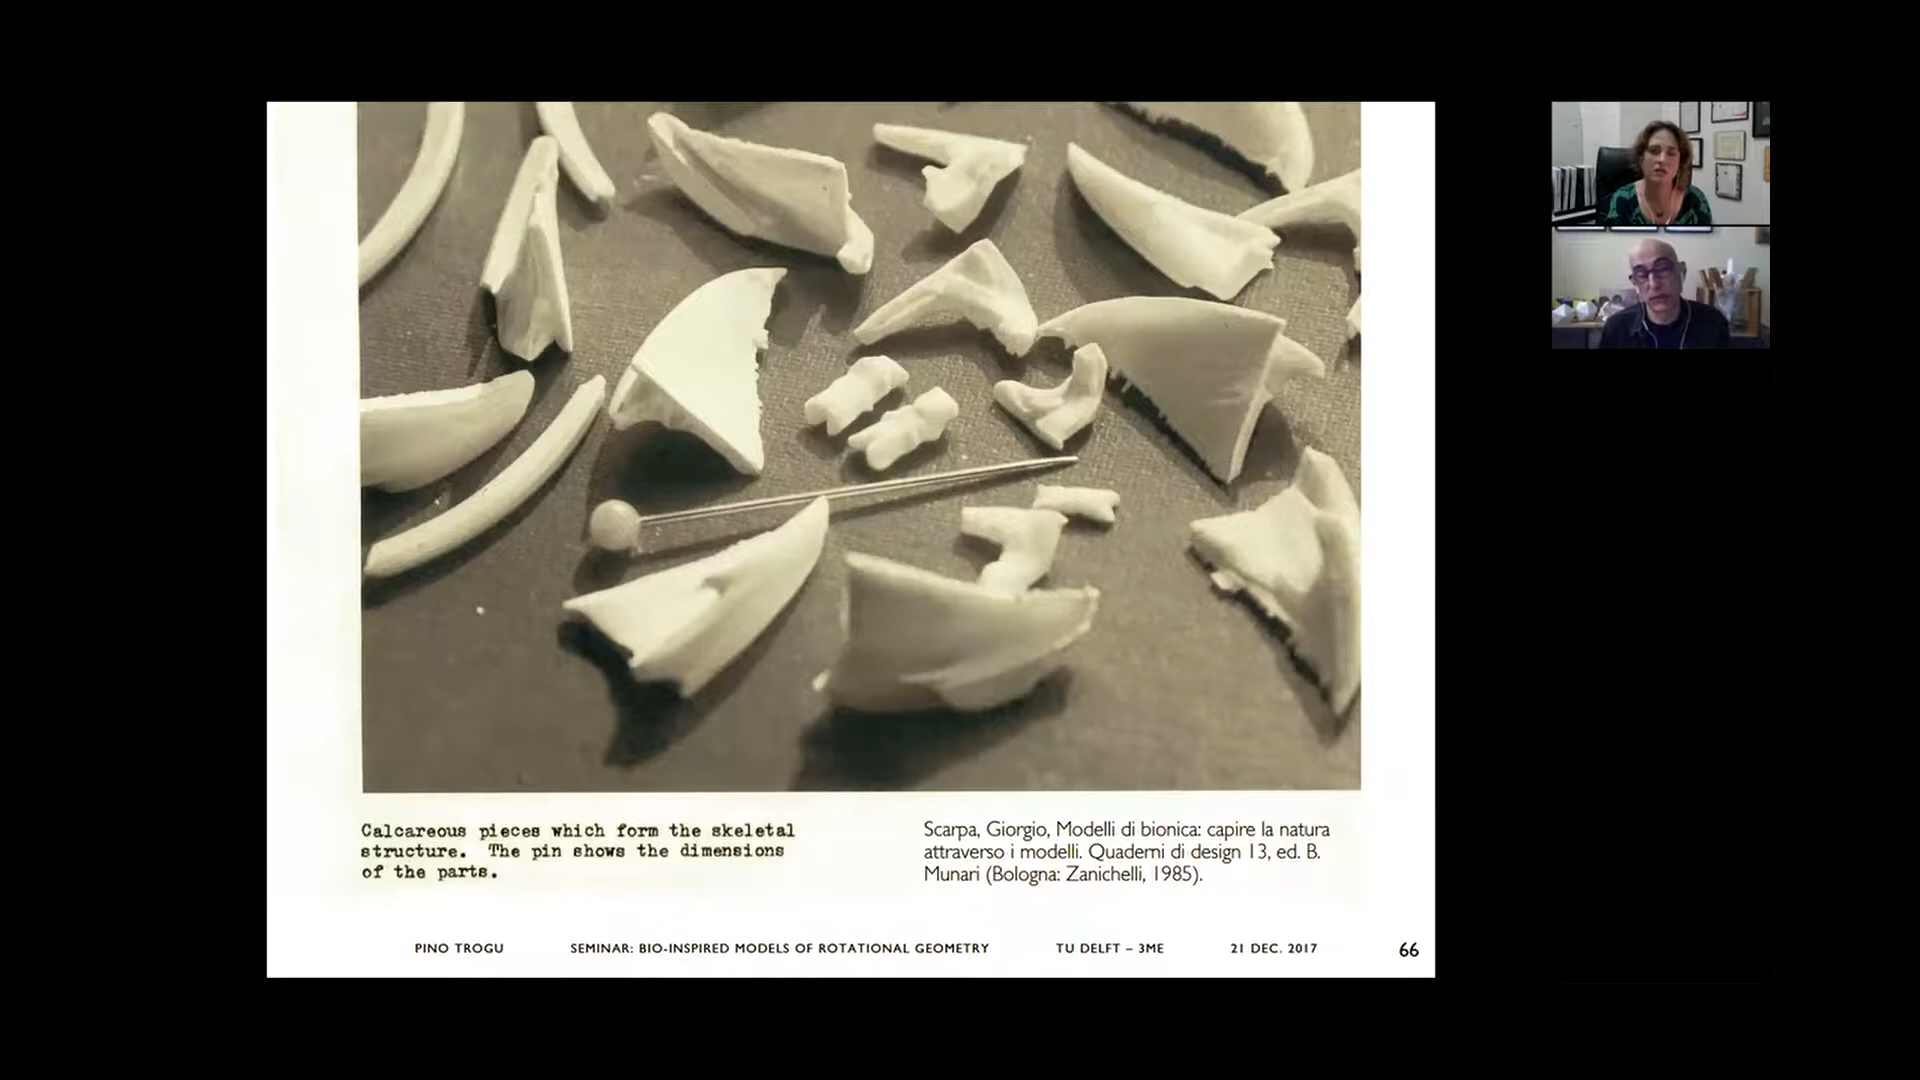 Calcareous pieces which form the skeletal
structure. The pin shows the dimensions
of the parts.
Scarpa, Giorgio, Modelli di bionica: capire la natura
attraverso i modelli. Quaderni di design 13, ed. B.
Munari (Bologna: Zanichelli, 1985).
PINO TROGU SEMINAR: BIO-INSPIRED MODELS OF ROTATIONAL GEOMETRY TU DELFT – 3ME 21 DEC. 2017 66